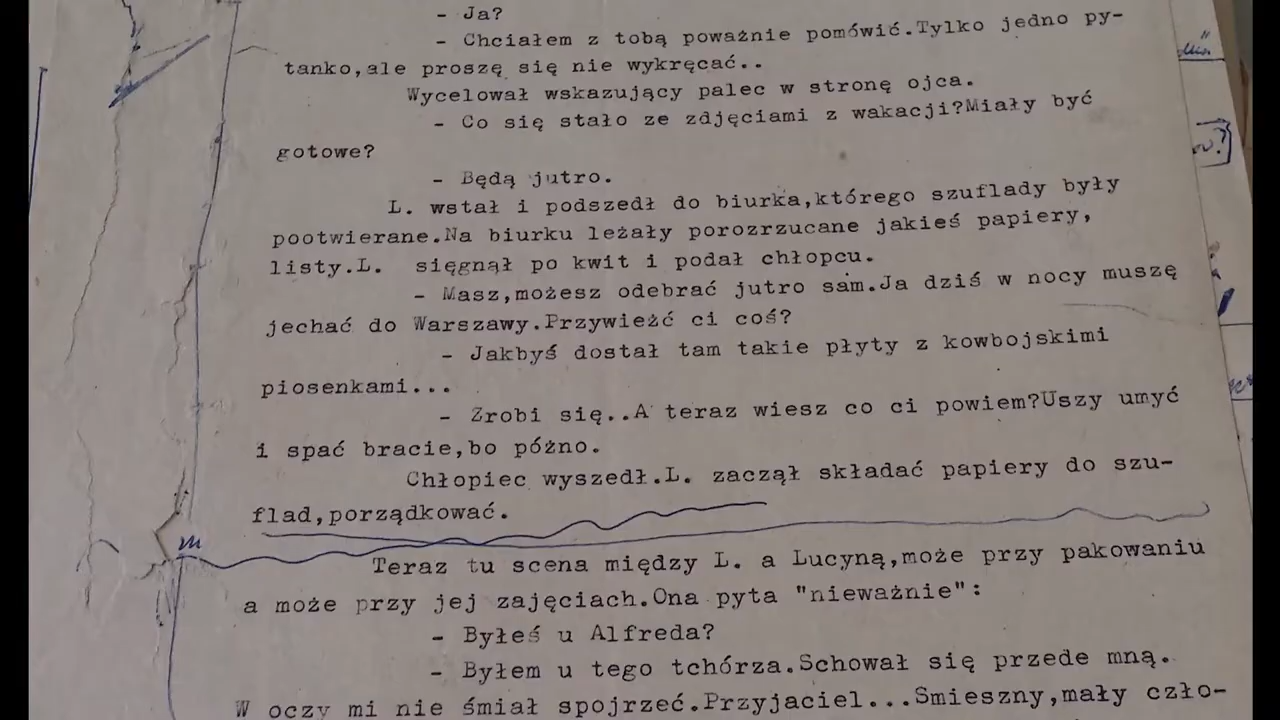 - Ja?
- Chciałem z tobą poważnie pomówić.Tylko jedno py-
tanko,ale proszę się nie wykręcać..
Wycelował wskazujący palec w stronę ojca.
- Co się stało ze zdjęciami z wakacji?Miały być
gotowe?
- Będą jutro.
L. wstał i podszedł do biurka,którego szuflady były
pootwierane.Na biurku leżały porozrzucane jakieś papiery,
listy.L. sięgnął po kwit i podał chłopcu.
- Masz,możesz odebrać jutro sam.Ja dziś w nocy muszę
jechać do Warszawy.Przywieźć ci coś?
- Jakbyś dostał tam takie płyty z kowbojskimi
piosenkami...
- Zrobi się..A teraz wiesz co ci powiem?Uszy umyć
i spać bracie,bo późno.
Chłopiec wyszedł.L. zaczął składać papiery do szu-
flad,porządkować.
Teraz tu scena między L. a Lucyną,może przy pakowaniu
a może przy jej zajęciach.Ona pyta "nieważnie":
- Byłeś u Alfreda?
- Byłem u tego tchórza.Schował się przede mną.
W oczy mi nie śmiał spojrzeć.Przyjaciel...Smieszny,mały czło-